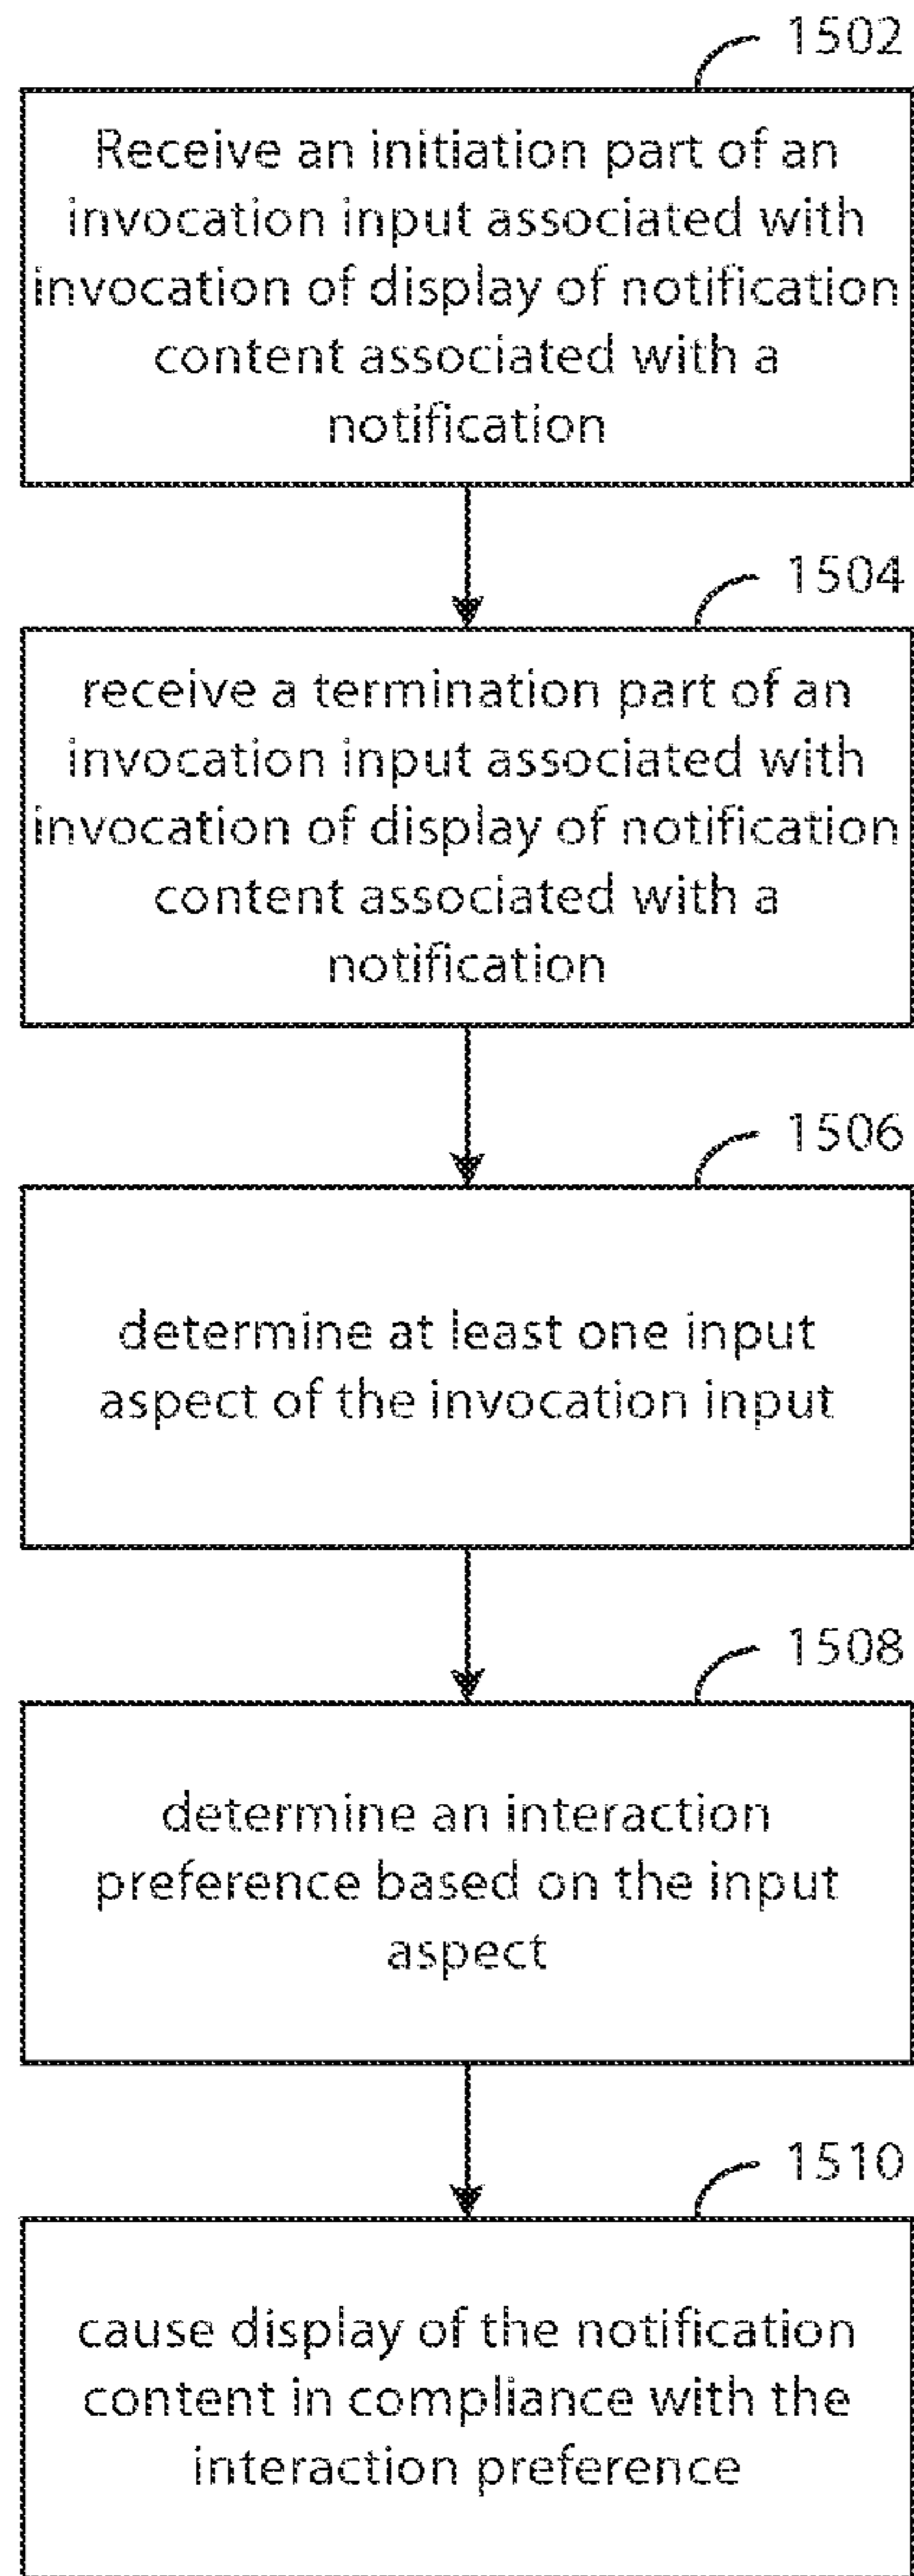 1502
Receive an initiation part of an
invocation input associated with
invocation of display of notification
content associated with a
notification
1504
receive a termination part of an
invocation input associated with
invocation of display of notification
content associated with a
notification
1506
determine at least one input
aspect of the invocation input
1508
determine an interaction
preference based on the input
aspect
1510
cause display of the notification
content in compliance with the
interaction preference